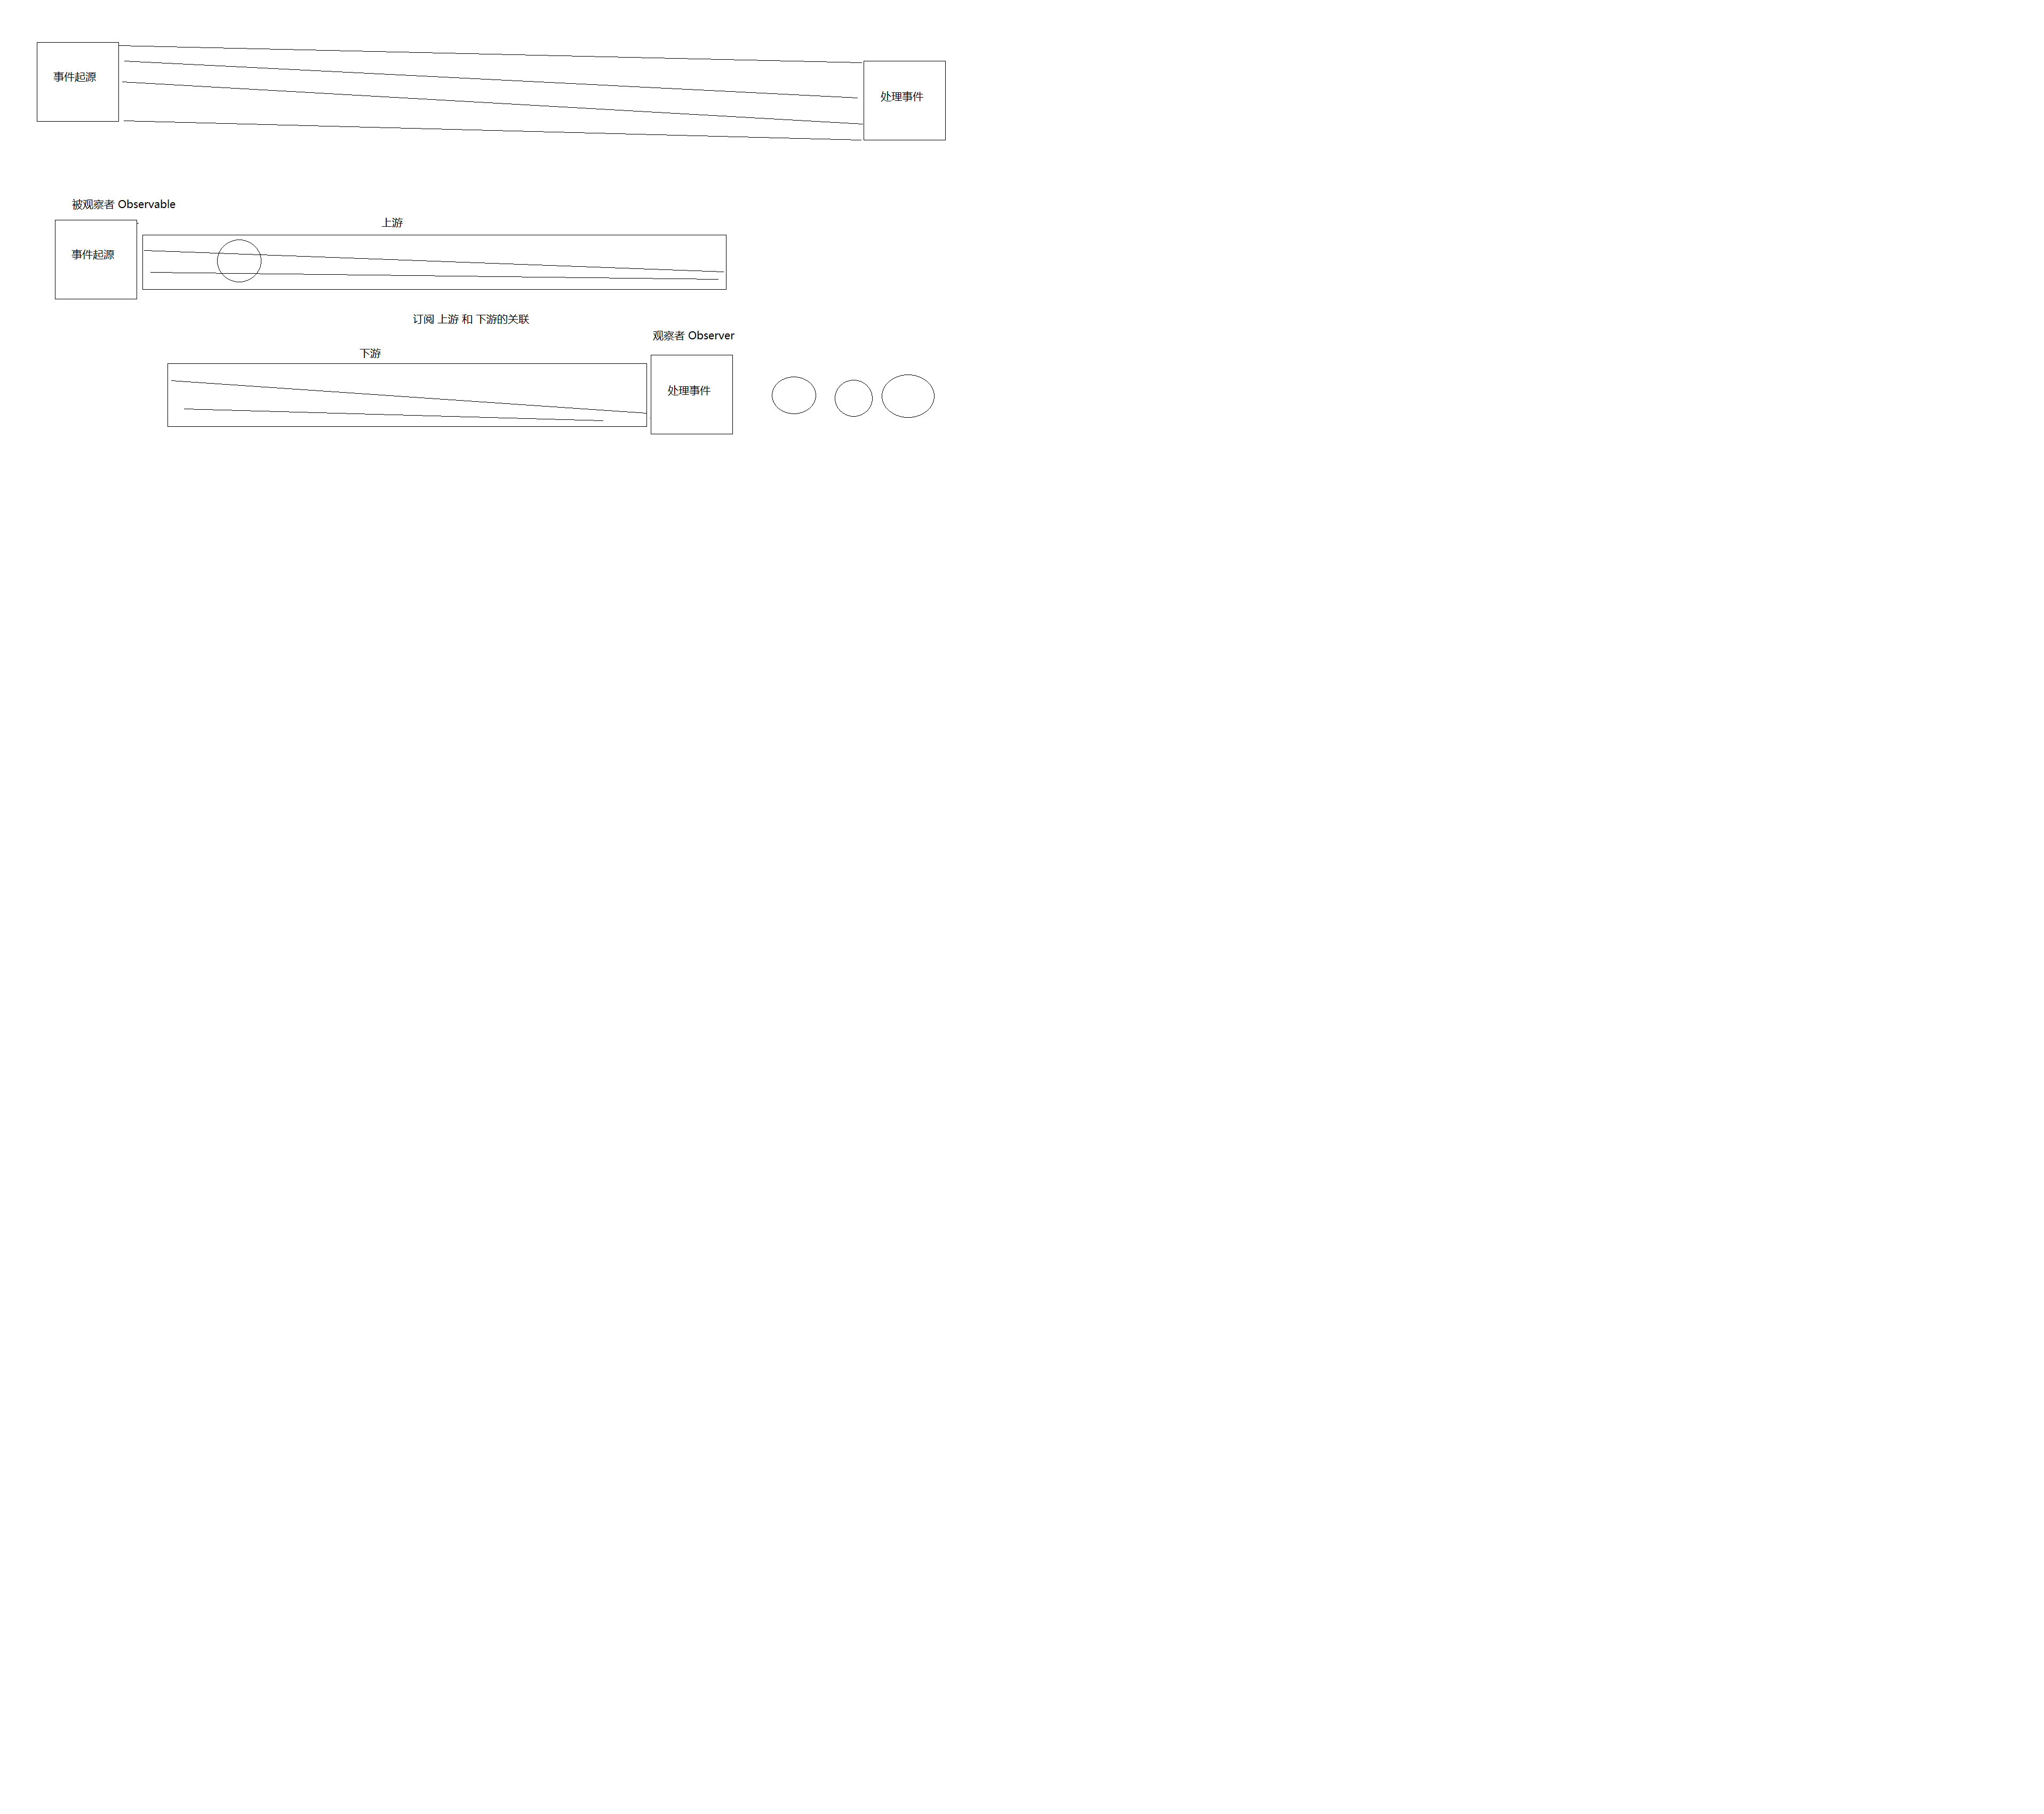 事件起源
处理事件
被观察者 Observable
上游
事件起源
订阅 上游 和 下游的关联
观察者 Observer
下游
处理事件